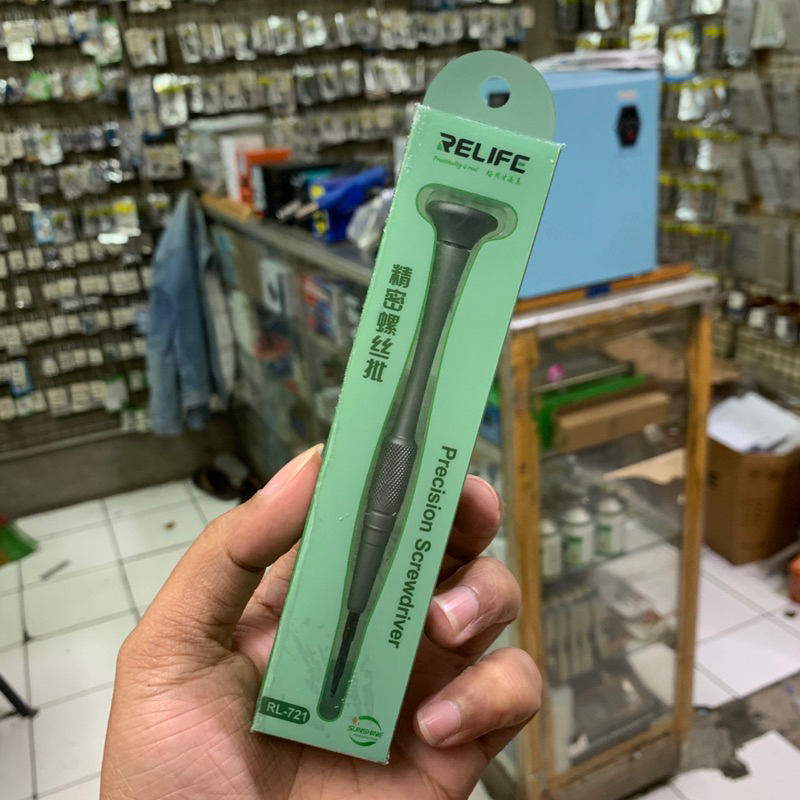 RELIFE
精密螺丝批
Precision Screwdriver
RL-721
SUNSHINE